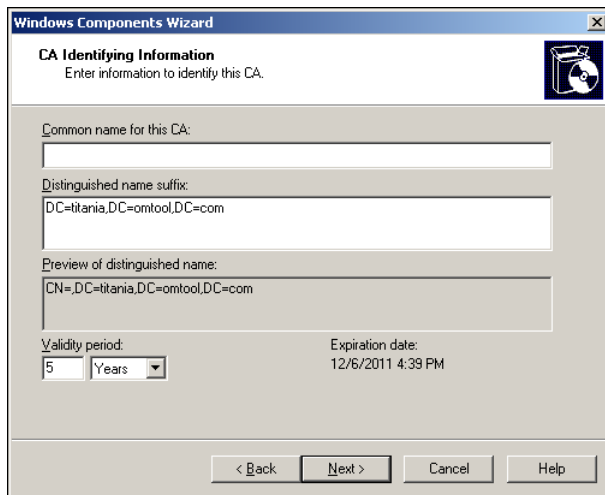 Windows Components Wizard
CA Identifying Information
Enter information to identify this CA.
Common name for this CA:
Distinguished name suffix:
DC=titania,DC=omtool,DC=com
Preview of distinguished name:
CN=,DC=titania,DC=omtool,DC=com
Validity period:
Expiration date:
5
Years
12/6/2011 4:39 PM
< Back
Next >
Cancel
Help